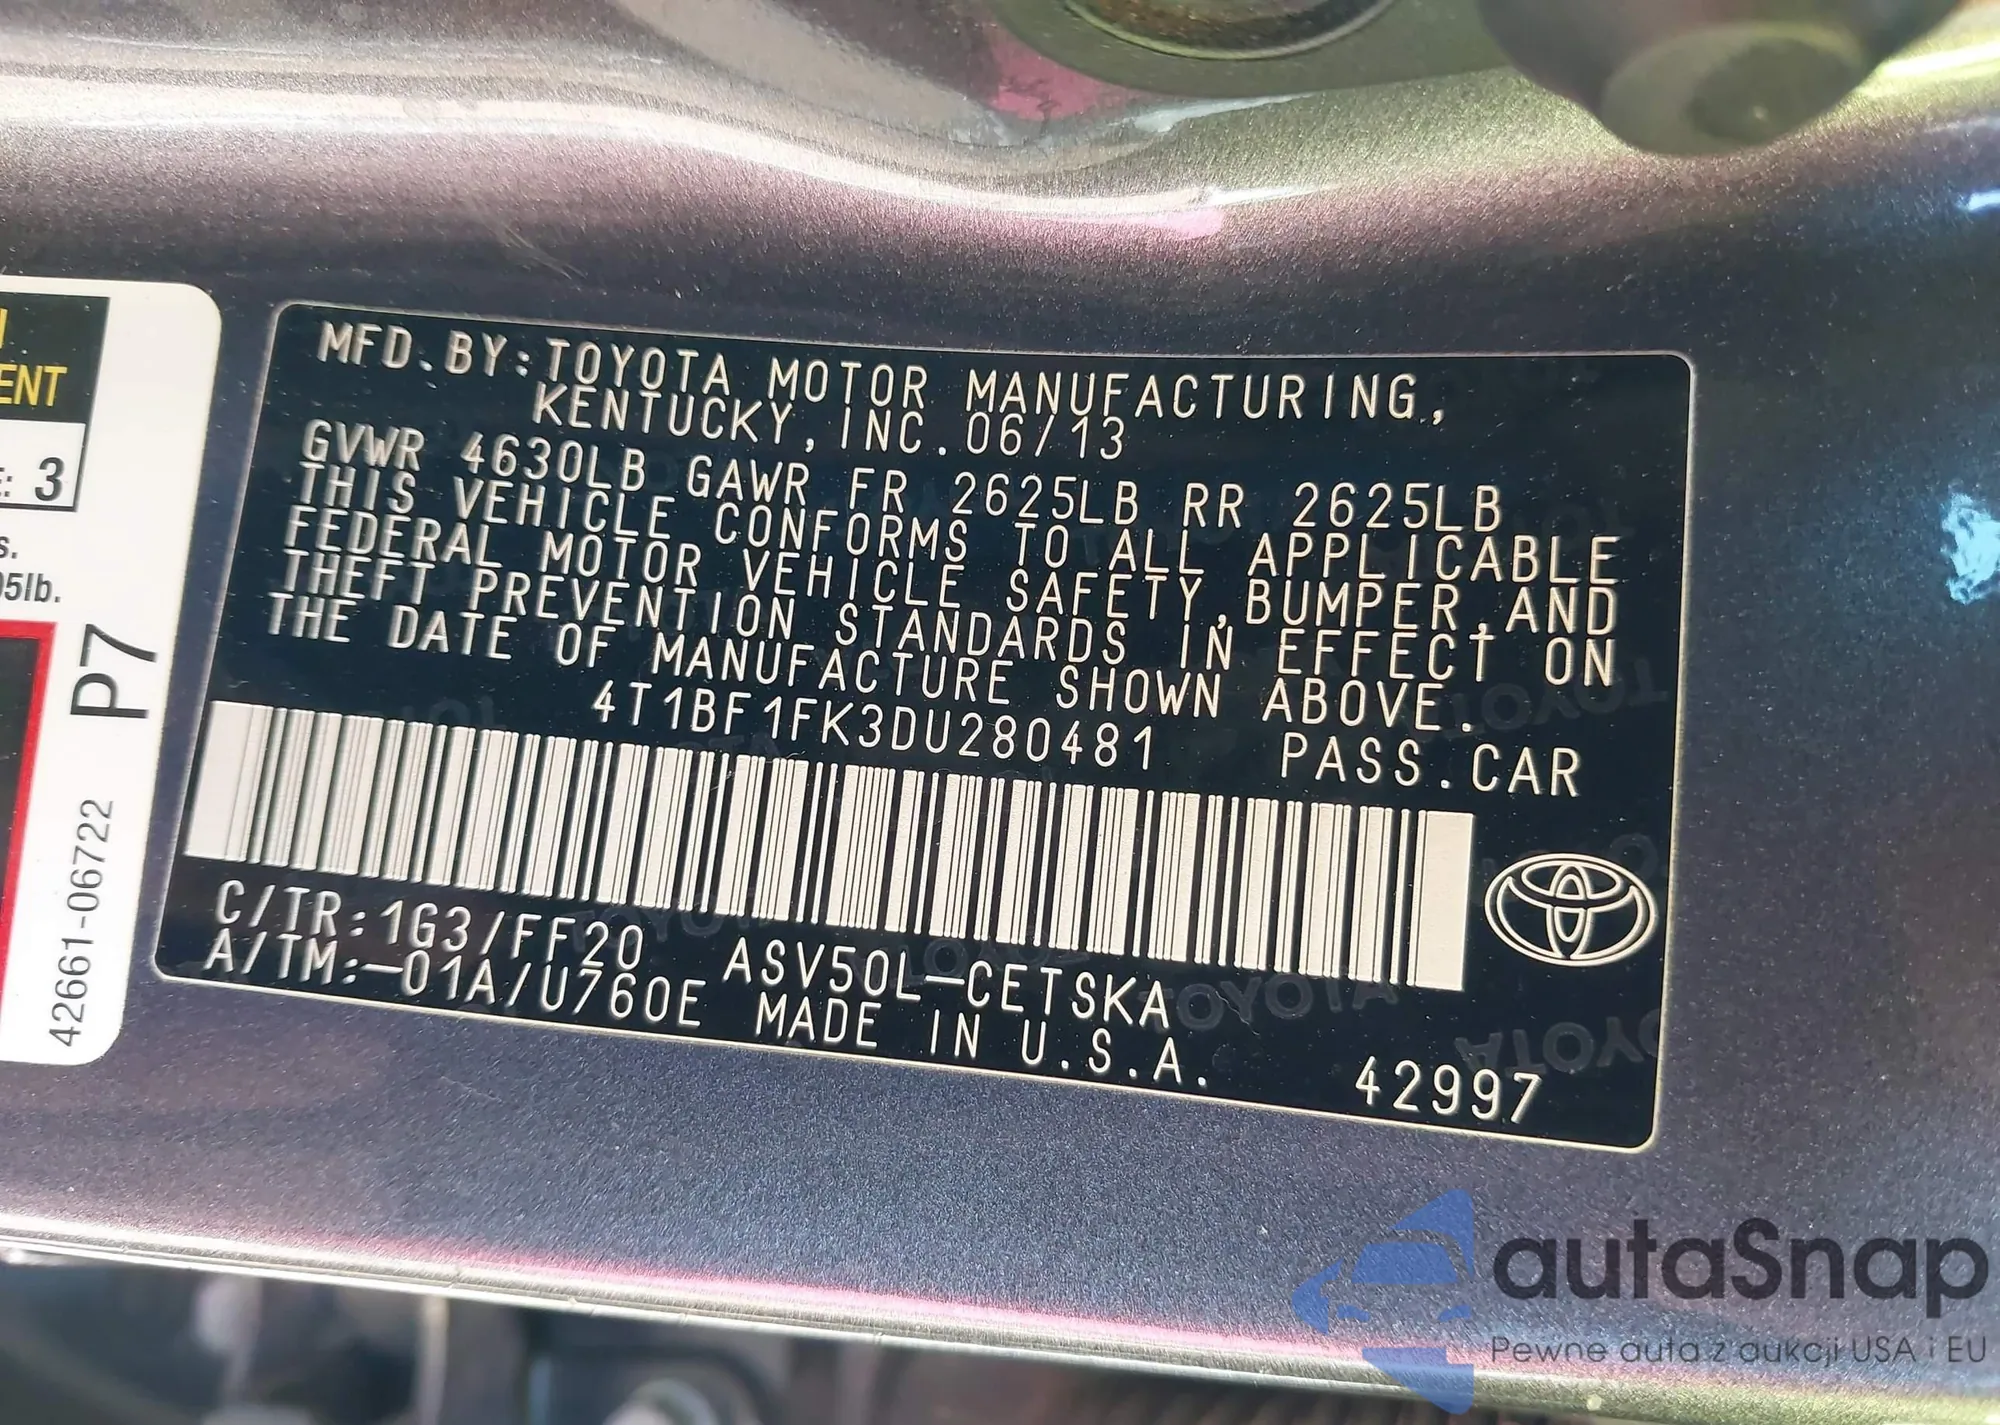 ENT
: 3
s.
05lb.
P7
42661-06722
MFD.BY:TOYOTA MOTOR MANUFACTURING,
KENTUCKY, INC. 06/13
GVWR 4630LB GAWR FR 2625LB RR 2625LB
THIS VEHICLE CONFORMS TO ALL APPLICABLE
FEDERAL MOTOR VEHICLE SAFETY,BUMPER,AND
THEFT PREVENTION STANDARDS IN EFFECT ON
THE DATE OF MANUFACTURE SHOWN ABOVE.
4T1BF1FK3DU280481 PASS.CAR
C/TR:1G3/FF20 ASV50L-CETSKA
A/TM:-01A/U760E MADE IN U.S.A.
42997
autaSnap
Pewne auta z aukcji USA i EU